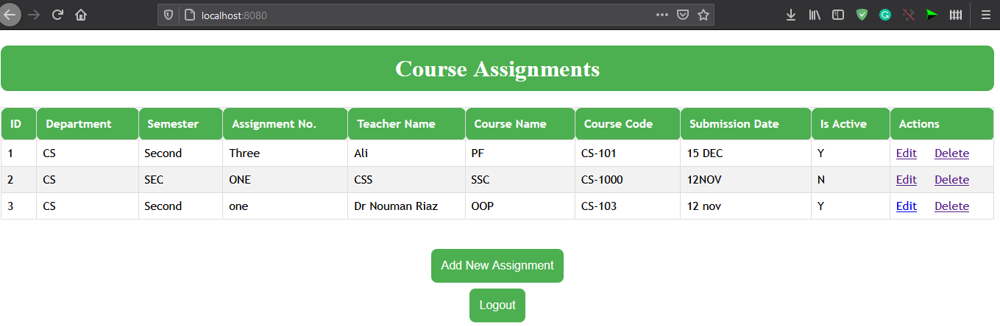 localhost:8080
Course Assignments
ID Department Semester Assignment No. Teacher Name Course Name Course Code Submission Date Is Active Actions
1 CS Second Three Ali PF CS-101 15 DEC Y Edit Delete
2 CS SEC ONE CSS SSC CS-1000 12NOV N Edit Delete
3 CS Second one Dr Nouman Riaz OOP CS-103 12 nov Y Edit Delete
Add New Assignment
Logout